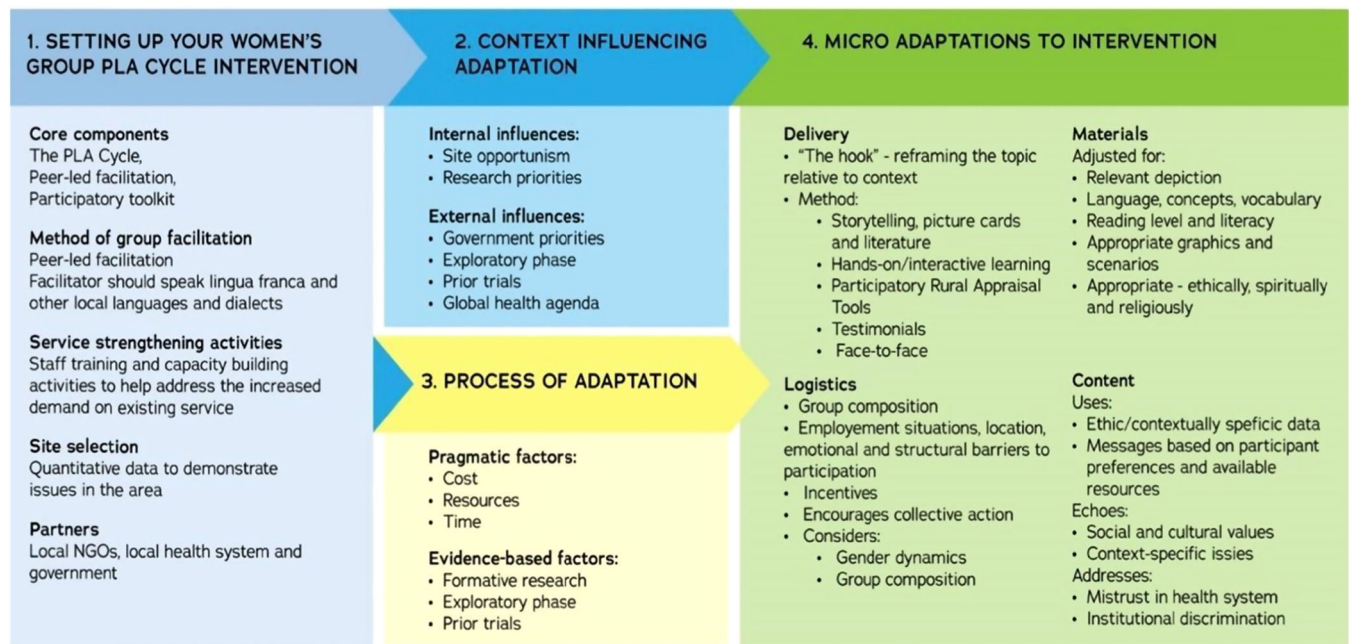 1. SETTING UP YOUR WOMEN'S
GROUP PLA CYCLE INTERVENTION
Core components
The PLA Cycle,
Peer-led facilitation,
Participatory toolkit
Method of group facilitation
Peer-led facilitation
Facilitator should speak lingua franca and
other local languages and dialects
Service strengthening activities
Staff training and capacity building
activities to help address the increased
demand on existing service
Site selection
Quantitative data to demonstrate
issues in the area
Partners
Local NGOs, local health system and
government
2. CONTEXT INFLUENCING
ADAPTATION
Internal influences:
• Site opportunism
• Research priorities
External influences:
• Government priorities
• Exploratory phase
• Prior trials
• Global health agenda
3. PROCESS OF ADAPTATION
Pragmatic factors:
• Cost
• Resources
• Time
Evidence-based factors:
• Formative research
• Exploratory phase
• Prior trials
4. MICRO ADAPTATIONS TO INTERVENTION
Delivery
• "The hook" - reframing the topic
relative to context
• Method:
• Storytelling, picture cards
and literature
• Hands-on/interactive learning
• Participatory Rural Appraisal
Tools
• Testimonials
• Face-to-face
Logistics
• Group composition
• Employement situations, location,
emotional and structural barriers to
participation
• Incentives
• Encourages collective action
• Considers:
• Gender dynamics
• Group composition
Materials
Adjusted for:
• Relevant depiction
• Language, concepts, vocabulary
• Reading level and literacy
• Appropriate graphics and
scenarios
• Appropriate - ethically, spiritually
and religiously
Content
Uses:
• Ethic/contextually speficic data
• Messages based on participant
preferences and available
resources
Echoes:
• Social and cultural values
• Context-specific issies
Addresses:
• Mistrust in health system
• Institutional discrimination